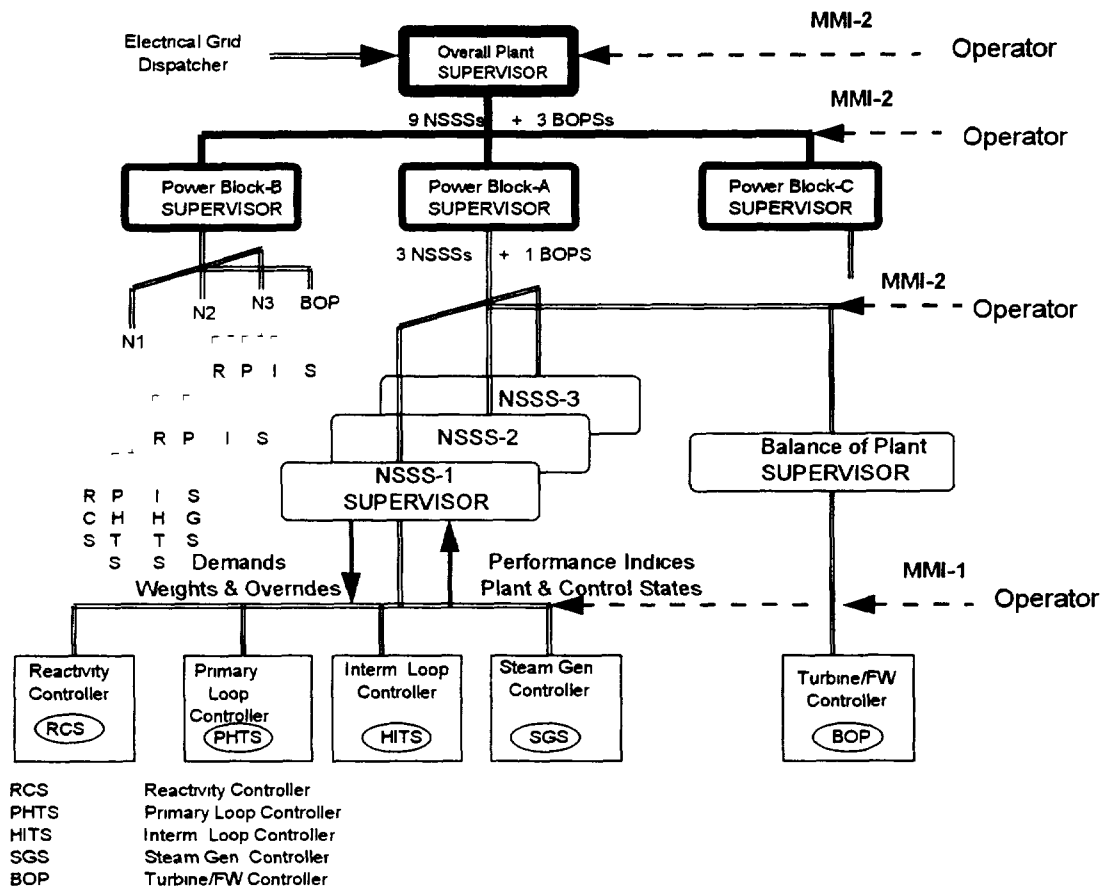 MMI-2
Electrical Grid
Dispatcher
Overall Plant
SUPERVISOR
Operator
9 NSSSs + 3 BOPSs
MMI-2
Operator
Power Block-B
SUPERVISOR
Power Block-A
SUPERVISOR
Power Block-C
SUPERVISOR
3 NSSSs + 1 BOPS
MMI-2
Operator
N1
N2
N3
BOP
R P I S
R P I S
NSSS-3
NSSS-2
NSSS-1
SUPERVISOR
Balance of Plant
SUPERVISOR
R P I S
C H H G
S T T S
S S
Demands
Weights & Overrides
Performance Indices
Plant & Control States
MMI-1
Operator
Reactivity
Controller
RCS
Primary
Loop
Controller
PHTS
Interm Loop
Controller
HITS
Steam Gen
Controller
SGS
Turbine/FW
Controller
BOP
RCS Reactivity Controller
PHTS Primary Loop Controller
HITS Interm Loop Controller
SGS Steam Gen Controller
BOP Turbine/FW Controller